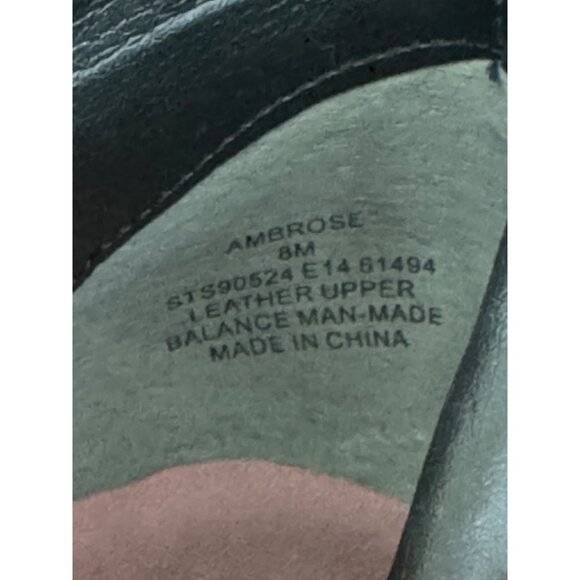 AMBROSE
8M
STS90524 E14 61494
LEATHER UPPER
BALANCE MAN-MADE
MADE IN CHINA